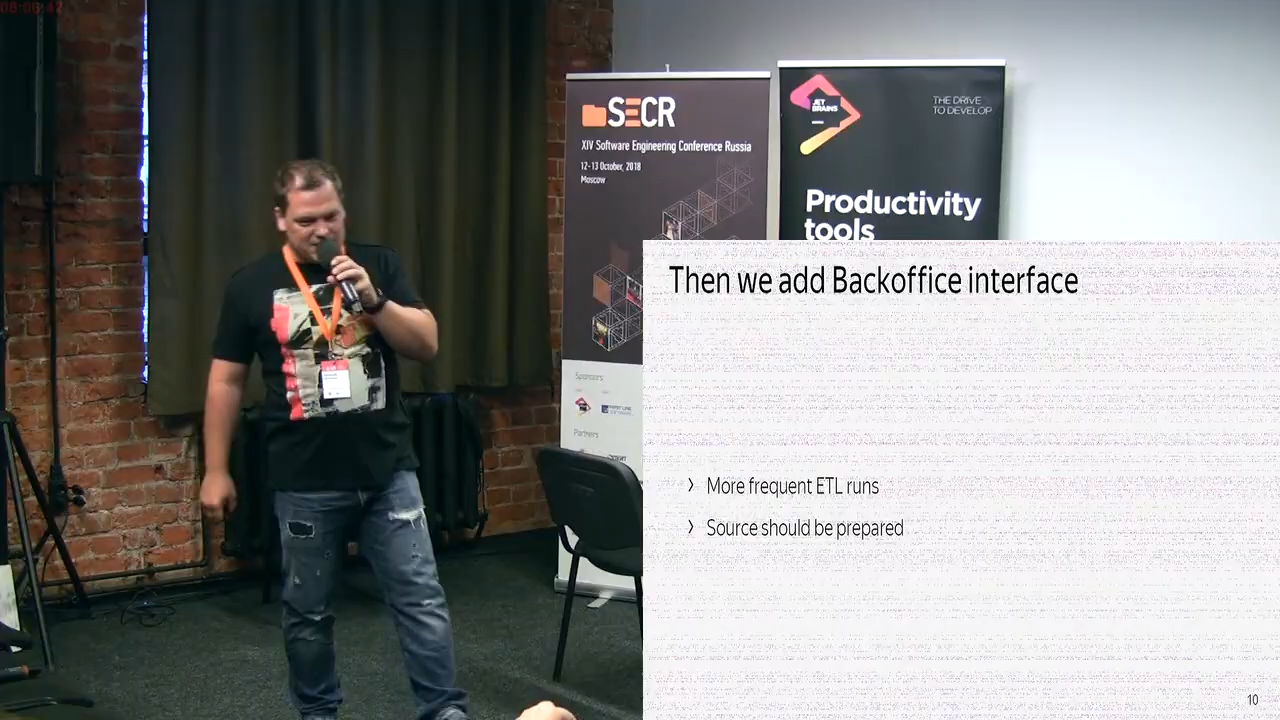 SECR
XIV Software Engineering Conference Russia
12-13 October, 2018
Moscow
Sponsors
Partners
JET
BRAINS
THE DRIVE
TO DEVELOP
Productivity
tools
Then we add Backoffice interface
› More frequent ETL runs
› Source should be prepared
10